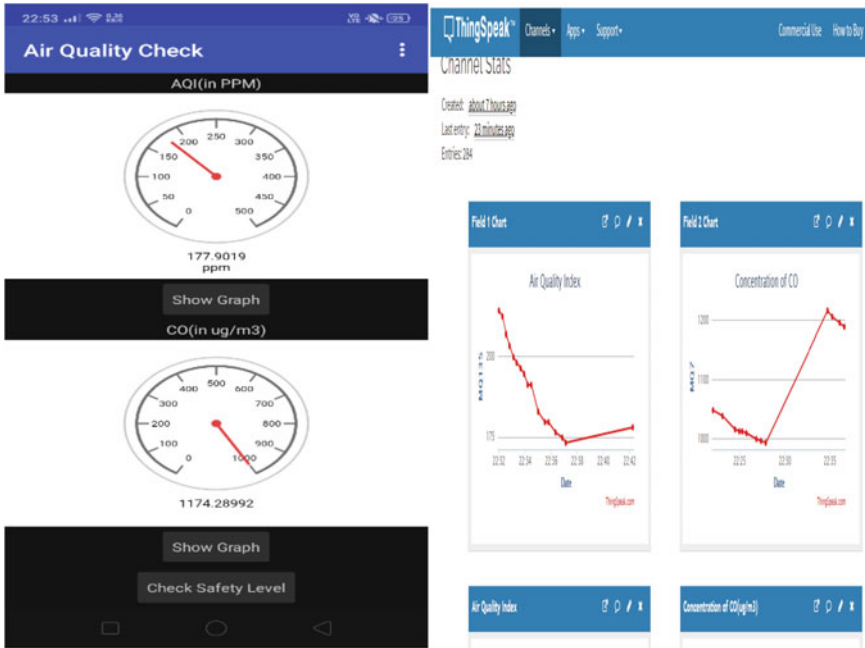 22:53
Air Quality Check
AQI(in PPM)
0
50
100
150
200
250
300
350
400
450
500
177.9019
ppm
Show Graph
CO(in ug/m3)
0
100
200
300
400
500
600
700
800
900
1000
1174.28992
Show Graph
Check Safety Level
ThingSpeak™ Channels Apps Support Commercial Use How to Buy
Channel Stats
Created: about 7 hours ago
Last entry: 23 minutes ago
Entries: 284
Field 1 Chart
Air Quality Index
MQ135
200
175
22:32 22:34 22:36 22:38 22:40 22:42
Date
ThingSpeak.com
Field 2 Chart
Concentration of CO
MQ7
1200
1100
1000
22:25 22:30 22:35
Date
ThingSpeak.com
Air Quality Index
Concentration of CO(ug/m3)